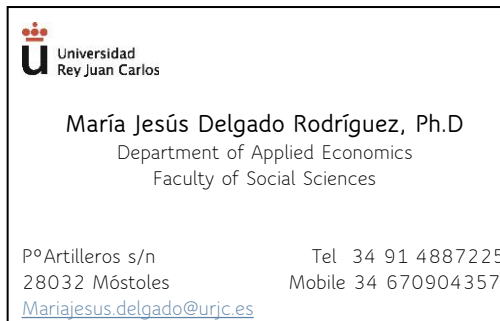 Universidad
Rey Juan Carlos
María Jesús Delgado Rodríguez, Ph.D
Department of Applied Economics
Faculty of Social Sciences
PºArtilleros s/n Tel 34 91 4887225
28032 Móstoles Mobile 34 670904357
Mariajesus.delgado@urjc.es